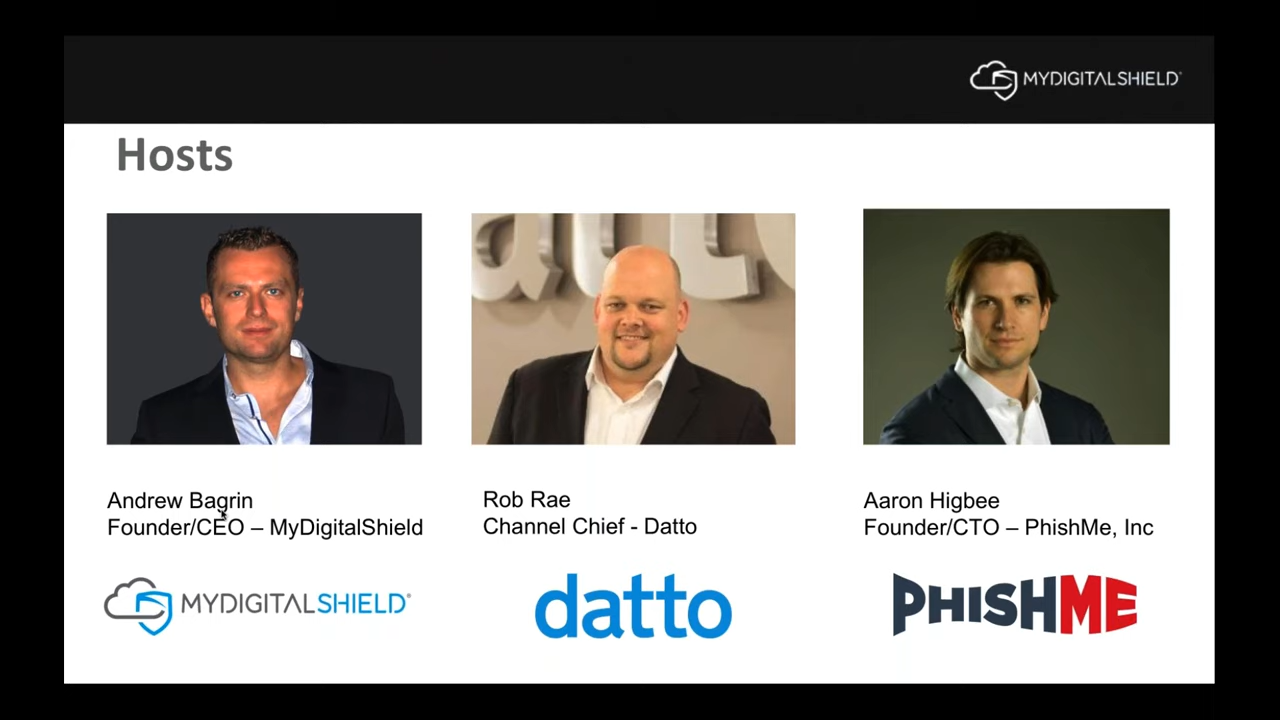 MYDIGITALSHIELD
Hosts
Andrew Bagrin
Founder/CEO – MyDigitalShield
Rob Rae
Channel Chief - Datto
Aaron Higbee
Founder/CTO – PhishMe, Inc
MYDIGITALSHIELD
datto
PHISHME